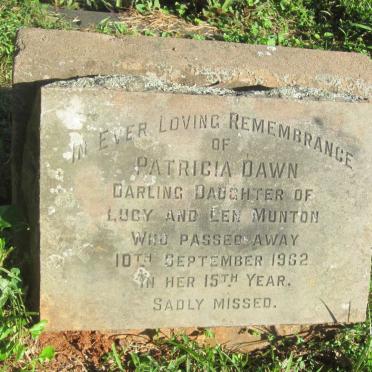 In Ever Loving Remembrance
of
Patricia Dawn
Darling Daughter of
Lucy and Len Munton
Who passed away
10th September 1962
in her 15th Year.
Sadly missed.